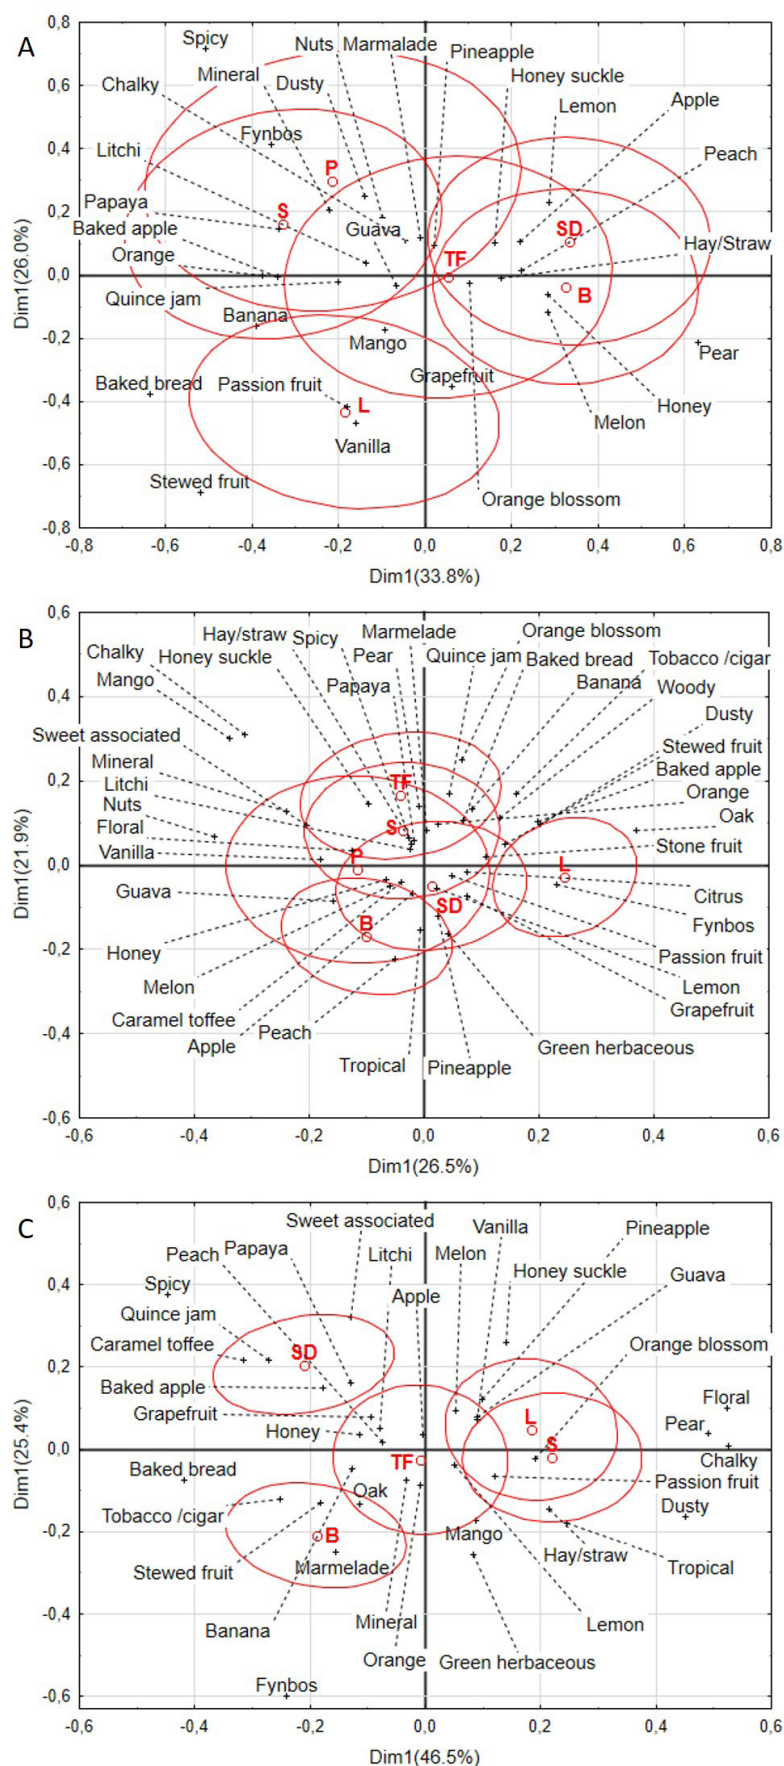 A
0,8
Spicy
Nuts
Marmalade
Pineapple
Mineral
Honey suckle
Chalky
Dusty
0,6
Lemon
Apple
Fynbos
Litchi
0,4
Peach
P
Papaya
S
0,2
Guava
SD
Baked apple
TF
Hay/Straw
Orange
0,0
B
Quince jam
Banana
-0,2
Mango
Pear
Baked bread
Passion fruit
Grapefruit
-0,4
L
Honey
Vanilla
Melon
-0,6
Stewed fruit
Orange blossom
-0,8
-0,8 -0,6 -0,4 -0,2 0,0 0,2 0,4 0,6 0,8
Dim1(33.8%)
Dim1(26.0%)
B
0,6
Hay/straw
Spicy
Marmelade
Orange blossom
Chalky
Honey suckle
Pear
Quince jam
Baked bread
Tobacco /cigar
0,4
Mango
Papaya
Banana
Woody
Sweet associated
Dusty
Mineral
Stewed fruit
0,2
Litchi
TF
Baked apple
Nuts
Orange
Floral
S
Oak
Vanilla
Stone fruit
0,0
P
L
Guava
SD
Citrus
B
Fynbos
Honey
-0,2
Passion fruit
Melon
Lemon
Caramel toffee
Grapefruit
Peach
Apple
Green herbaceous
-0,4
Tropical
Pineapple
-0,6
-0,6 -0,4 -0,2 0,0 0,2 0,4 0,6
Dim1(26.5%)
Dim1(21.9%)
C
0,6
Sweet associated
Vanilla
Pineapple
Peach
Papaya
Litchi
Melon
Honey suckle
Guava
0,4
Spicy
Apple
Quince jam
Caramel toffee
SD
Orange blossom
0,2
Baked apple
Floral
Grapefruit
L
Pear
Honey
S
0,0
TF
Chalky
Baked bread
Passion fruit
Oak
Dusty
Tobacco /cigar
-0,2
B
Mango
Stewed fruit
Marmelade
Hay/straw
Tropical
Banana
Mineral
Lemon
-0,4
Orange
Green herbaceous
Fynbos
-0,6
-0,6 -0,4 -0,2 0,0 0,2 0,4 0,6
Dim1(46.5%)
Dim1(25.4%)